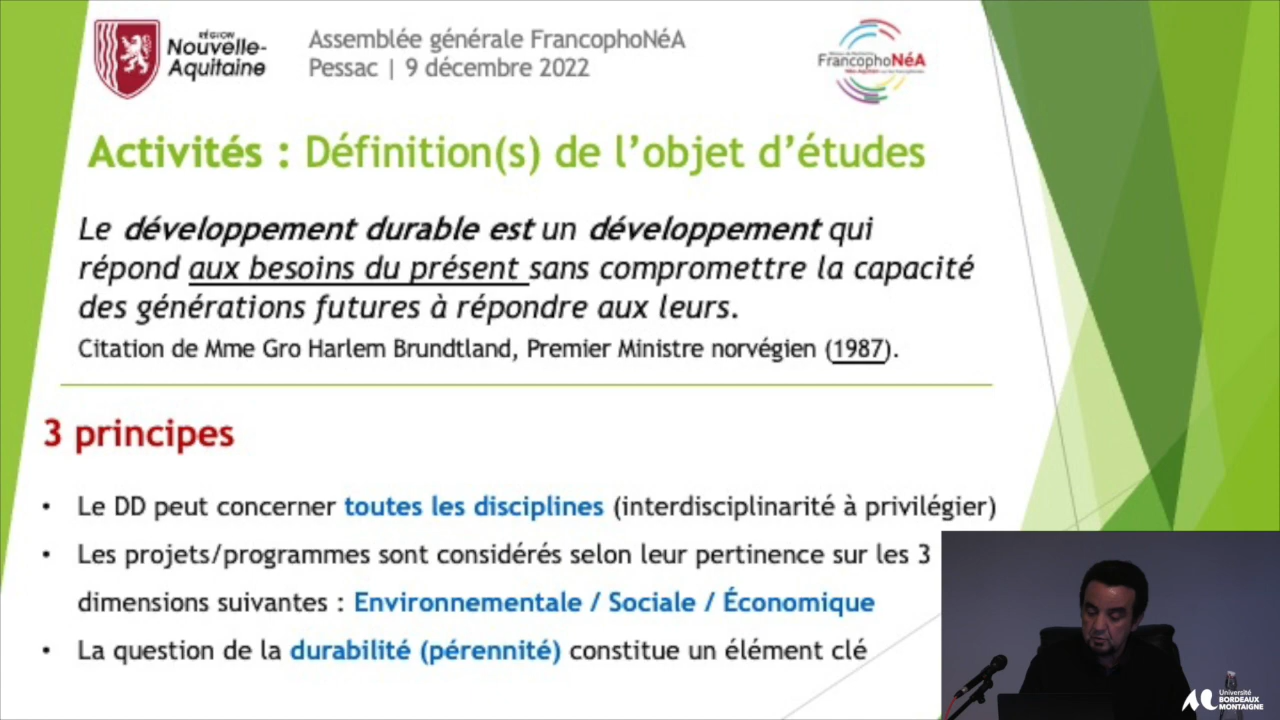 RÉGION
Nouvelle-
Aquitaine
Assemblée générale FrancophoNéA
Pessac | 9 décembre 2022
FrancophoNéA
Activités : Définition(s) de l'objet d'études
Le développement durable est un développement qui
répond aux besoins du présent sans compromettre la capacité
des générations futures à répondre aux leurs.
Citation de Mme Gro Harlem Brundtland, Premier Ministre norvégien (1987).
3 principes
• Le DD peut concerner toutes les disciplines (interdisciplinarité à privilégier)
• Les projets/programmes sont considérés selon leur pertinence sur les 3
dimensions suivantes : Environnementale / Sociale / Économique
• La question de la durabilité (pérennité) constitue un élément clé
Université
BORDEAUX
MONTAIGNE